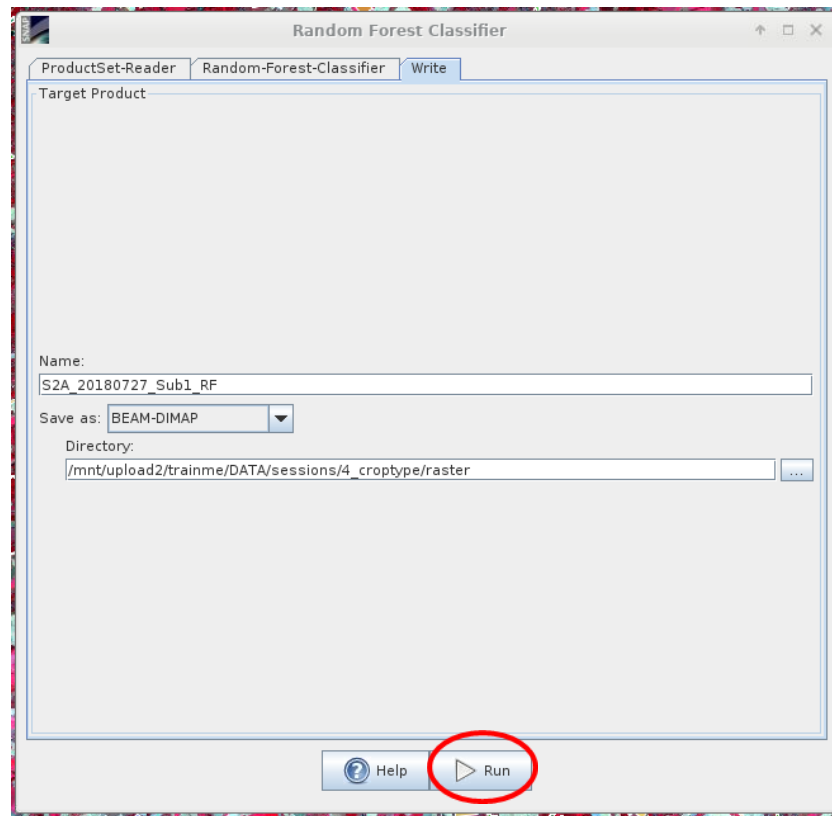 SNAP
Random Forest Classifier
ProductSet-Reader Random-Forest-Classifier Write
Target Product
Name:
S2A_20180727_Sub1_RF
Save as: BEAM-DIMAP
Directory:
/mnt/upload2/trainme/DATA/sessions/4_croptype/raster
...
Help Run